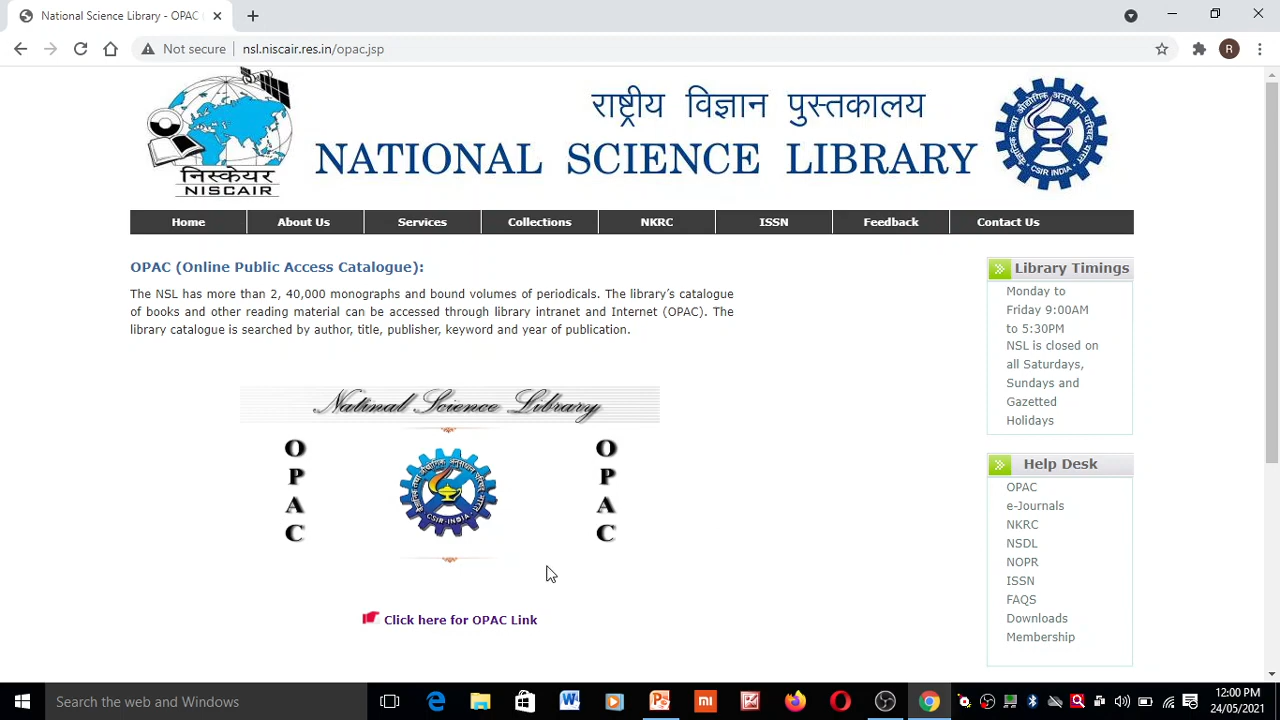 National Science Library - OPAC
Not secure
nsl.niscair.res.in/opac.jsp
R
राष्ट्रीय विज्ञान पुस्तकालय
NATIONAL SCIENCE LIBRARY
निस्केयर
NISCAIR
CSIR INDIA
Home
About Us
Services
Collections
NKRC
ISSN
Feedback
Contact Us
OPAC (Online Public Access Catalogue):
The NSL has more than 2, 40,000 monographs and bound volumes of periodicals. The library's catalogue
of books and other reading material can be accessed through library intranet and Internet (OPAC). The
library catalogue is searched by author, title, publisher, keyword and year of publication.
Natinal Science Library
O
P
A
C
CSIR-INDIA
O
P
A
C
Click here for OPAC Link
Library Timings
Monday to
Friday 9:00AM
to 5:30PM
NSL is closed on
all Saturdays,
Sundays and
Gazetted
Holidays
Help Desk
OPAC
e-Journals
NKRC
NSDL
NOPR
ISSN
FAQS
Downloads
Membership
Search the web and Windows
12:00 PM
24/05/2021